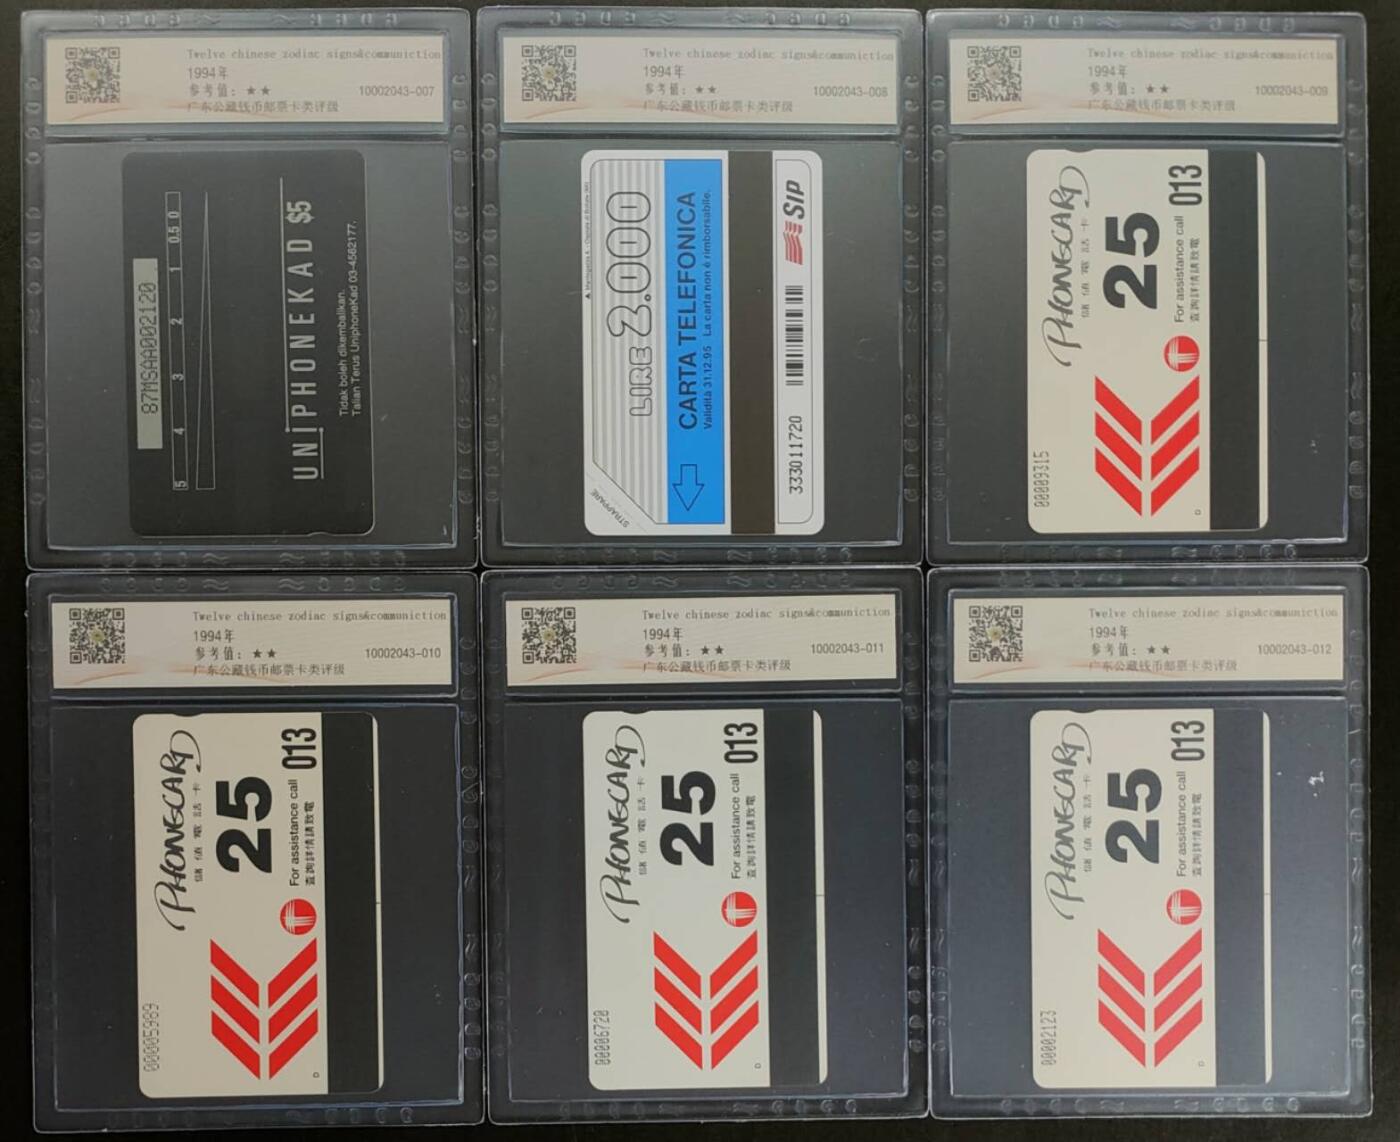 Twelve chinese zodiac signs&communiction
1994年
参考值：★★
10002043-007
广东公藏钱币邮票卡类评级
87MSAA002120
5 4 3 2 1 0.5 0
UNiPHONEKAD $5
Tidak boleh dikembalikan.
Talian Terus UniphoneKad 03-4562177.
Twelve chinese zodiac signs&communiction
1994年
参考值：★★
10002043-008
广东公藏钱币邮票卡类评级
STRAPPARE
LIRE 2.000
CARTA TELEFONICA
Validità 31.12.95 La carta non è rimborsabile.
333011720
SIP
Twelve chinese zodiac signs&communiction
1994年
参考值：★★
10002043-009
广东公藏钱币邮票卡类评级
00009315
PHONECARD
儲值電話卡
25
For assistance call
查詢詳情請致電
013
D
Twelve chinese zodiac signs&communiction
1994年
参考值：★★
10002043-010
广东公藏钱币邮票卡类评级
00005989
PHONECARD
儲值電話卡
25
For assistance call
查詢詳情請致電
013
D
Twelve chinese zodiac signs&communiction
1994年
参考值：★★
10002043-011
广东公藏钱币邮票卡类评级
00006720
PHONECARD
儲值電話卡
25
For assistance call
查詢詳情請致電
013
D
Twelve chinese zodiac signs&communiction
1994年
参考值：★★
10002043-012
广东公藏钱币邮票卡类评级
00002123
PHONECARD
儲值電話卡
25
For assistance call
查詢詳情請致電
013
D